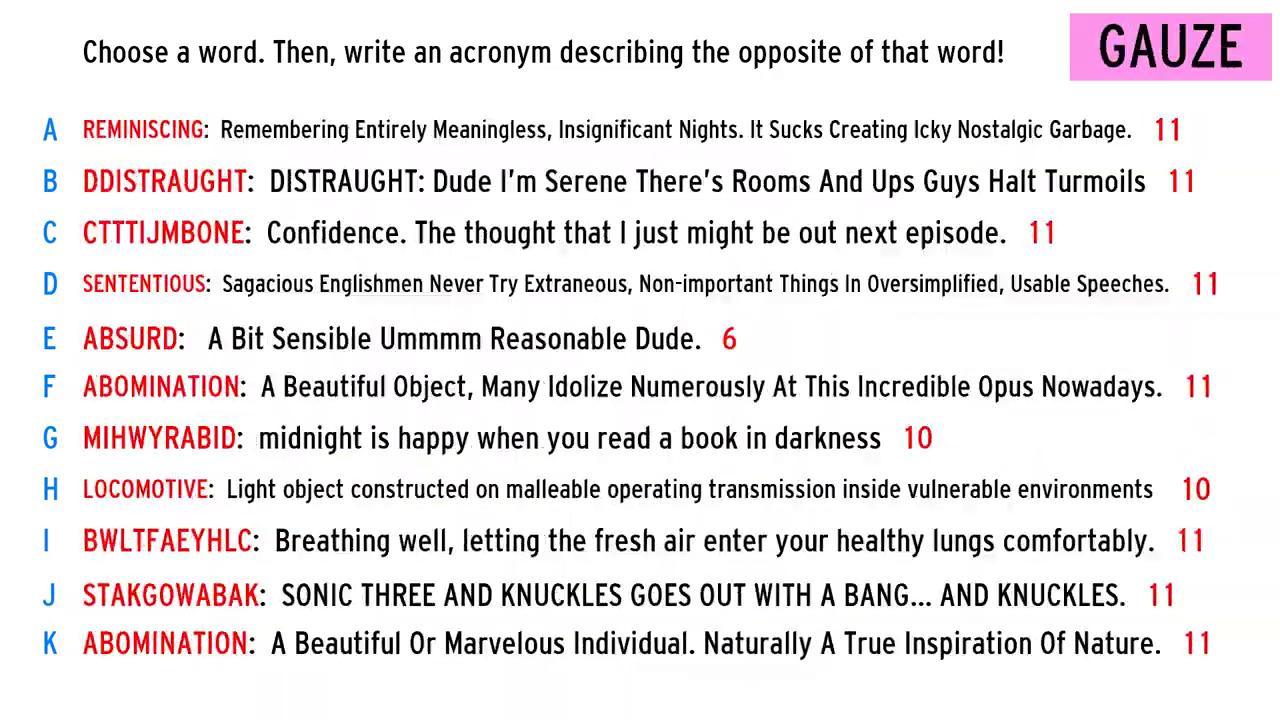 Choose a word. Then, write an acronym describing the opposite of that word!
GAUZE
A REMINISCING: Remembering Entirely Meaningless, Insignificant Nights. It Sucks Creating Icky Nostalgic Garbage. 11
B DDISTRAUGHT: DISTRAUGHT: Dude I'm Serene There's Rooms And Ups Guys Halt Turmoils 11
C CTTTIJMBONE: Confidence. The thought that I just might be out next episode. 11
D SENTENTIOUS: Sagacious Englishmen Never Try Extraneous, Non-important Things In Oversimplified, Usable Speeches. 11
E ABSURD: A Bit Sensible Ummmm Reasonable Dude. 6
F ABOMINATION: A Beautiful Object, Many Idolize Numerously At This Incredible Opus Nowadays. 11
G MIHWYRABID: midnight is happy when you read a book in darkness 10
H LOCOMOTIVE: Light object constructed on malleable operating transmission inside vulnerable environments 10
I BWLTFAEYHLC: Breathing well, letting the fresh air enter your healthy lungs comfortably. 11
J STAKGOWABAK: SONIC THREE AND KNUCKLES GOES OUT WITH A BANG... AND KNUCKLES. 11
K ABOMINATION: A Beautiful Or Marvelous Individual. Naturally A True Inspiration Of Nature. 11